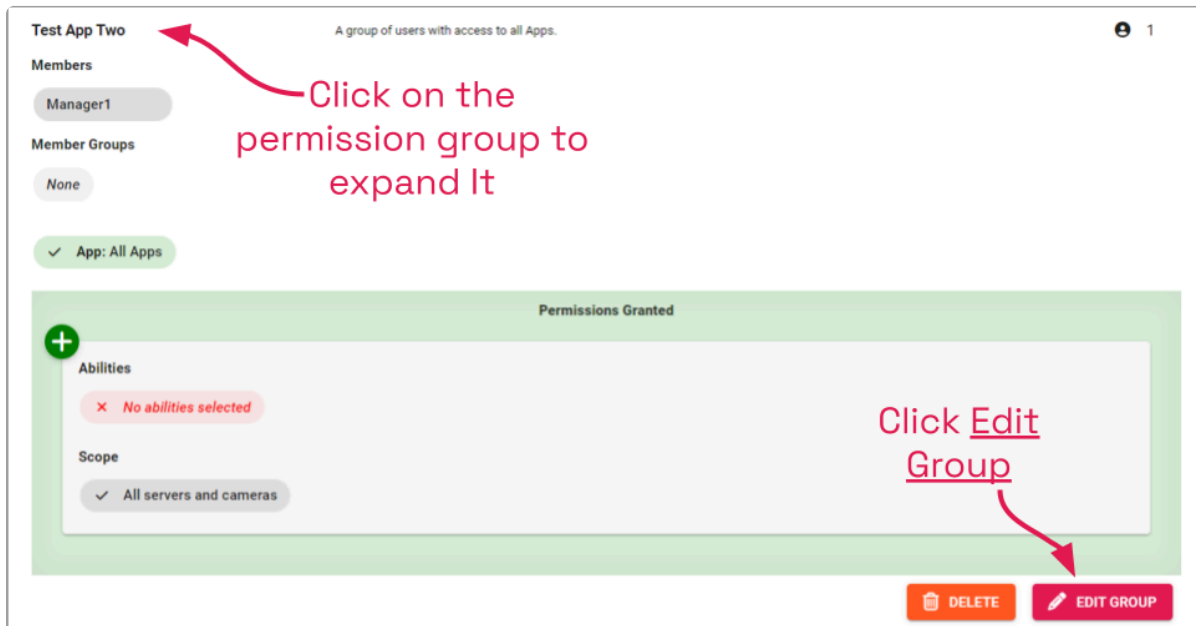 Test App Two
A group of users with access to all Apps.
1
Members
Manager1
Click on the
permission group to
expand It
Member Groups
None
App: All Apps
Permissions Granted
Abilities
No abilities selected
Scope
All servers and cameras
Click Edit
Group
DELETE
EDIT GROUP